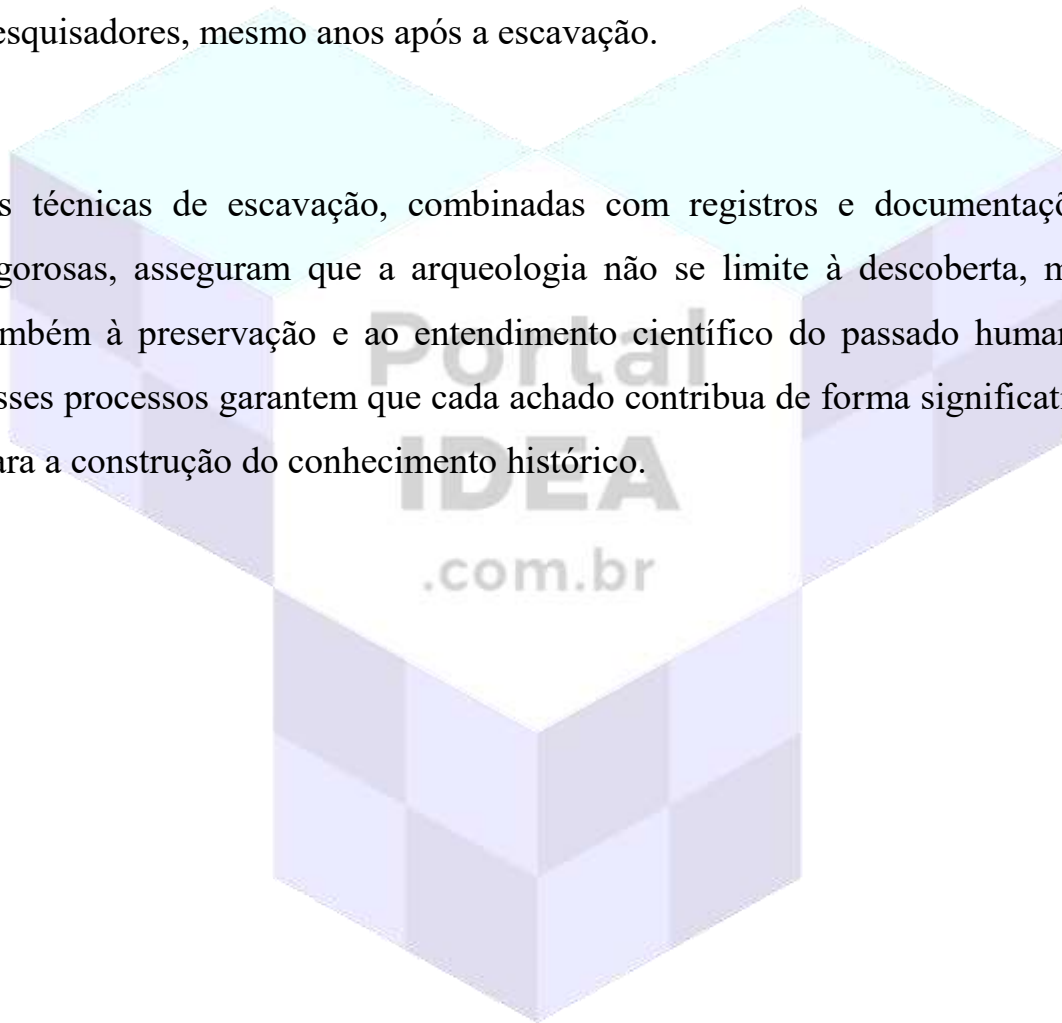 esquisadores, mesmo anos após a escavação.
s técnicas de escavação, combinadas com registros e documentaçõ
gorosas, asseguram que a arqueologia não se limite à descoberta, m
mbém à preservação e ao entendimento científico do passado human
sses processos garantem que cada achado contribua de forma significati
ara a construção do conhecimento histórico.
Portal
IDEA
.com.br